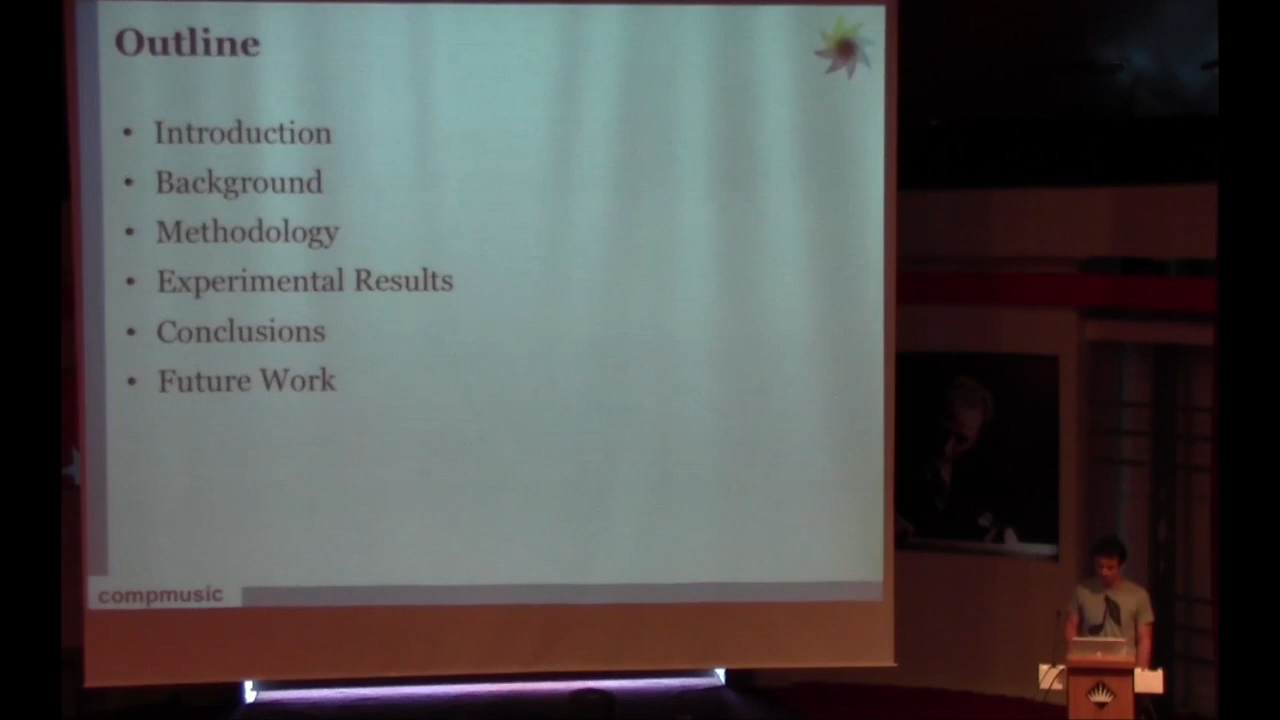 Outline
• Introduction
• Background
• Methodology
• Experimental Results
• Conclusions
• Future Work
compmusic